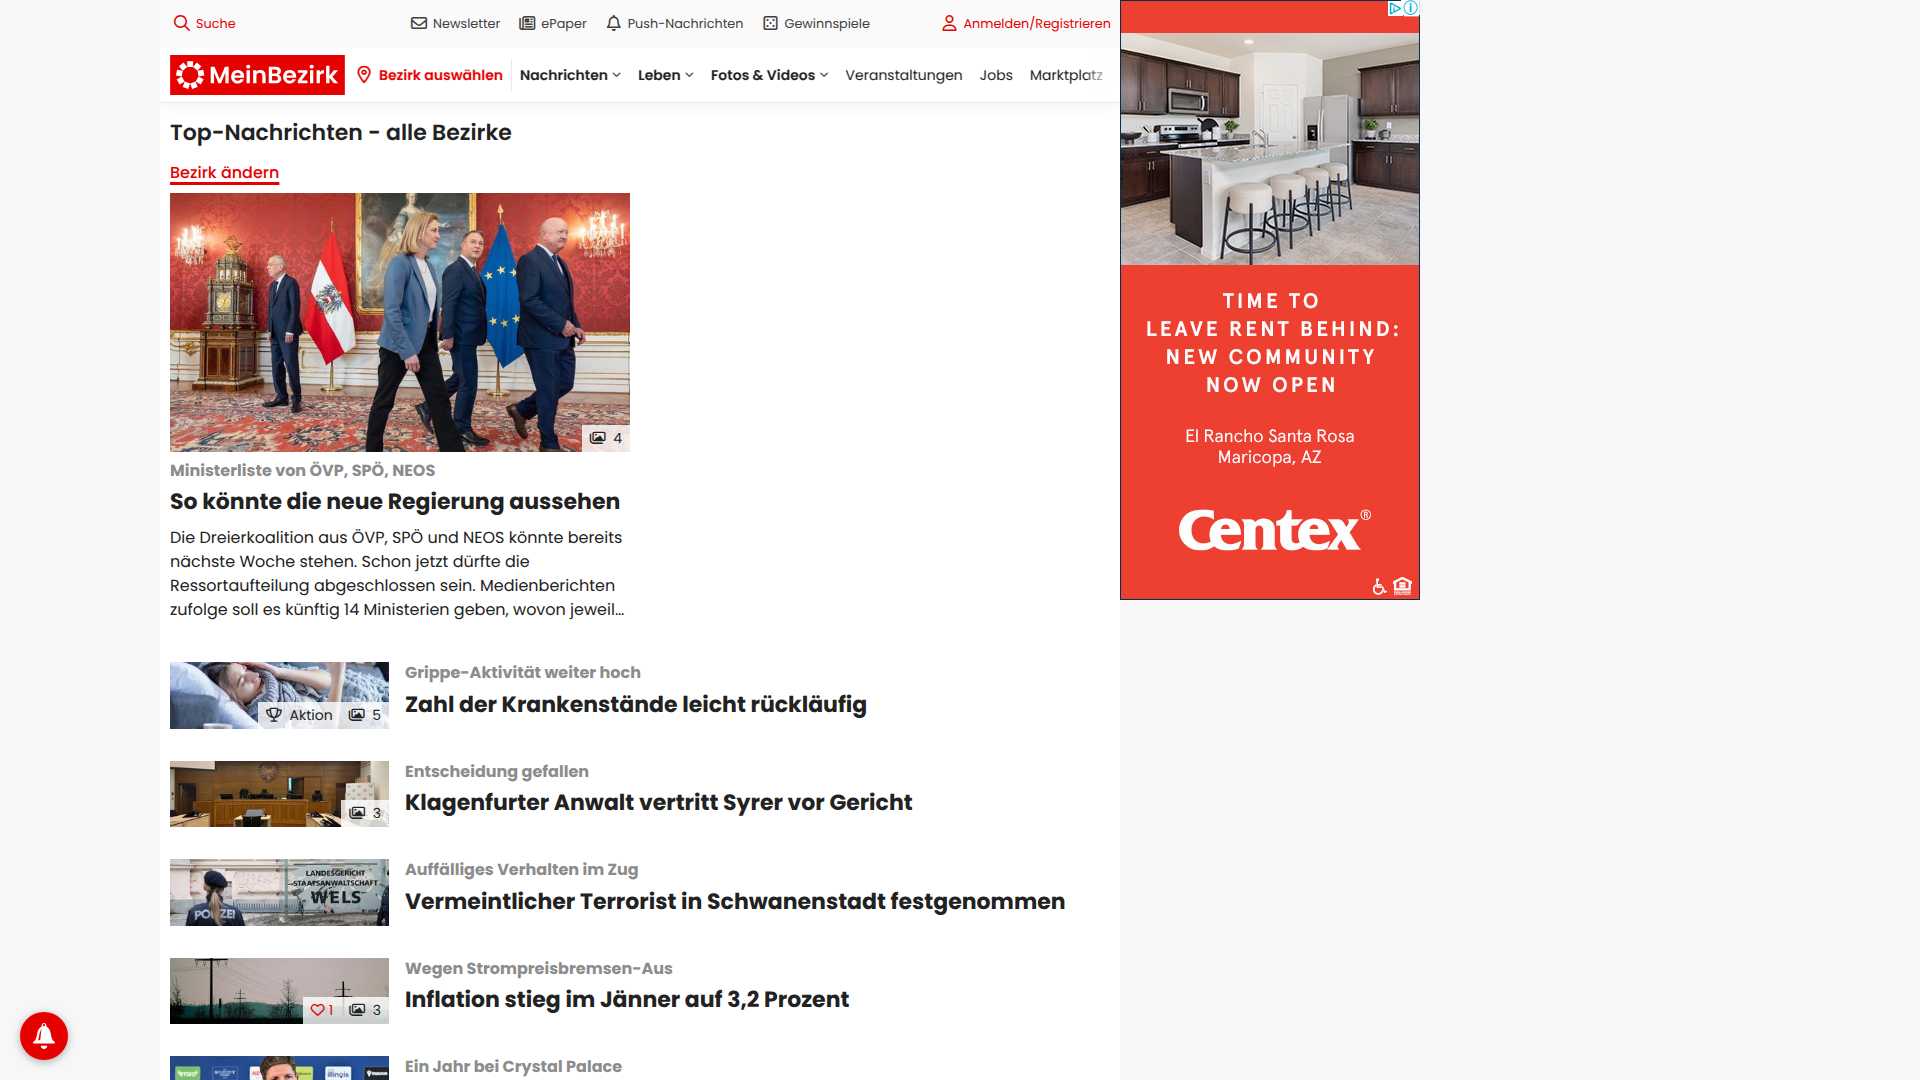 Suche
Newsletter
ePaper
Push-Nachrichten
Gewinnspiele
Anmelden/Registrieren
MeinBezirk
Bezirk auswählen
Nachrichten
Leben
Fotos & Videos
Veranstaltungen
Jobs
Marktplatz
Top-Nachrichten - alle Bezirke
Bezirk ändern
4
Ministerliste von ÖVP, SPÖ, NEOS
So könnte die neue Regierung aussehen
Die Dreierkoalition aus ÖVP, SPÖ und NEOS könnte bereits
nächste Woche stehen. Schon jetzt dürfte die
Ressortaufteilung abgeschlossen sein. Medienberichten
zufolge soll es künftig 14 Ministerien geben, wovon jeweil...
Aktion 5
Grippe-Aktivität weiter hoch
Zahl der Krankenstände leicht rückläufig
3
Entscheidung gefallen
Klagenfurter Anwalt vertritt Syrer vor Gericht
LANDESGERICHT
STAATSANWALTSCHAFT
WELS
POLIZEI
Auffälliges Verhalten im Zug
Vermeintlicher Terrorist in Schwanenstadt festgenommen
1 3
Wegen Strompreisbremsen-Aus
Inflation stieg im Jänner auf 3,2 Prozent
Ein Jahr bei Crystal Palace
TIME TO
LEAVE RENT BEHIND:
NEW COMMUNITY
NOW OPEN
El Rancho Santa Rosa
Maricopa, AZ
Centex®